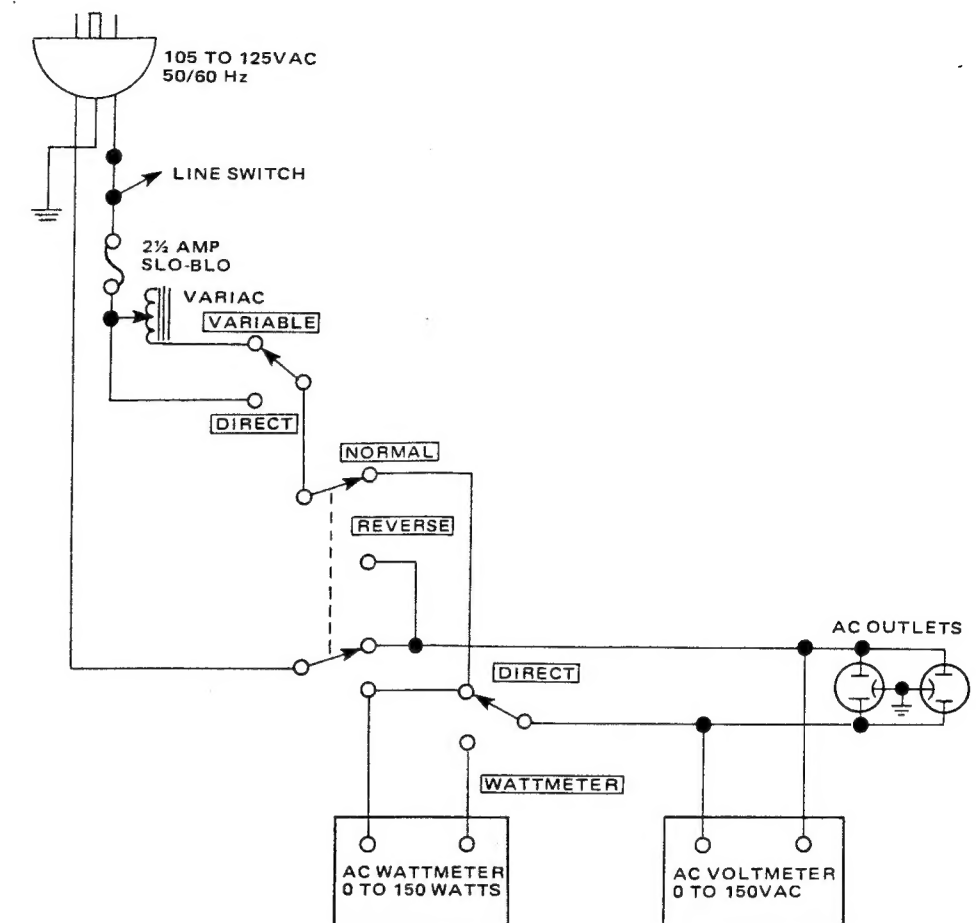 105 TO 125VAC
50/60 Hz
LINE SWITCH
2½ AMP
SLO-BLO
VARIAC
VARIABLE
DIRECT
NORMAL
REVERSE
AC OUTLETS
DIRECT
WATTMETER
AC WATTMETER
0 TO 150 WATTS
AC VOLTMETER
0 TO 150VAC